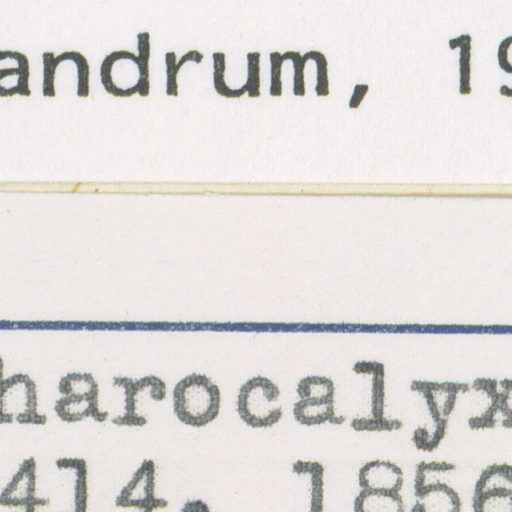 andrum, 19
harocalyx
414. 1856